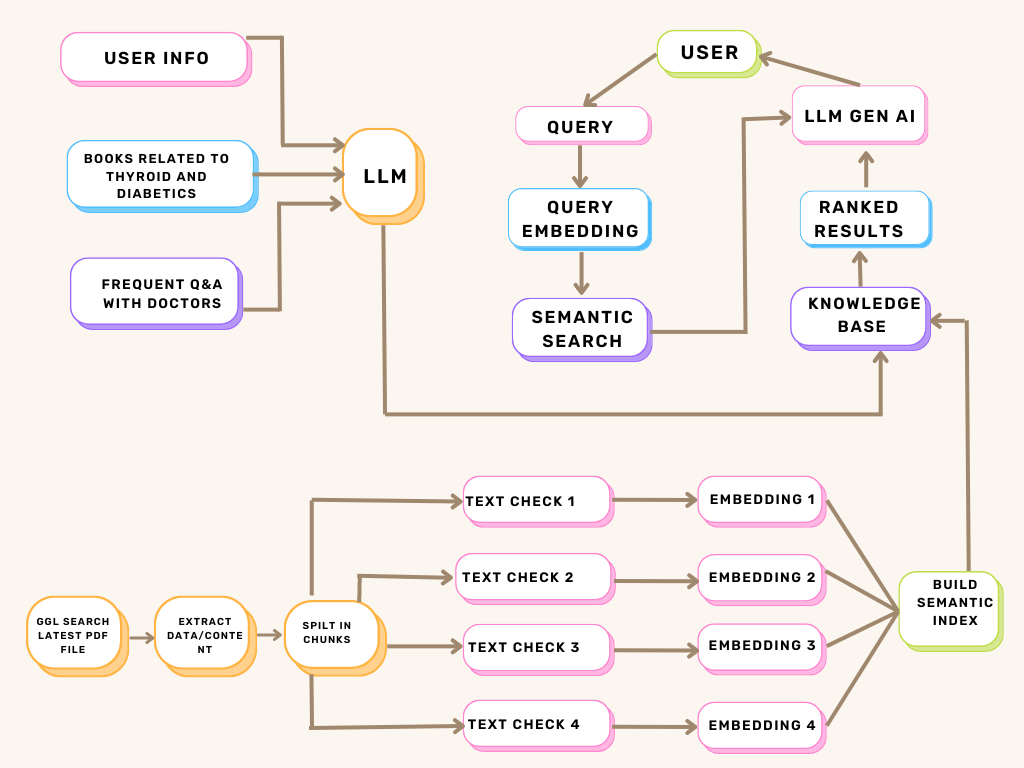 USER INFO
BOOKS RELATED TO
THYROID AND
DIABETICS
FREQUENT Q&A
WITH DOCTORS
LLM
USER
QUERY
QUERY
EMBEDDING
SEMANTIC
SEARCH
LLM GEN AI
RANKED
RESULTS
KNOWLEDGE
BASE
GGL SEARCH
LATEST PDF
FILE
EXTRACT
DATA/CONTE
NT
SPILT IN
CHUNKS
TEXT CHECK 1
TEXT CHECK 2
TEXT CHECK 3
TEXT CHECK 4
EMBEDDING 1
EMBEDDING 2
EMBEDDING 3
EMBEDDING 4
BUILD
SEMANTIC
INDEX